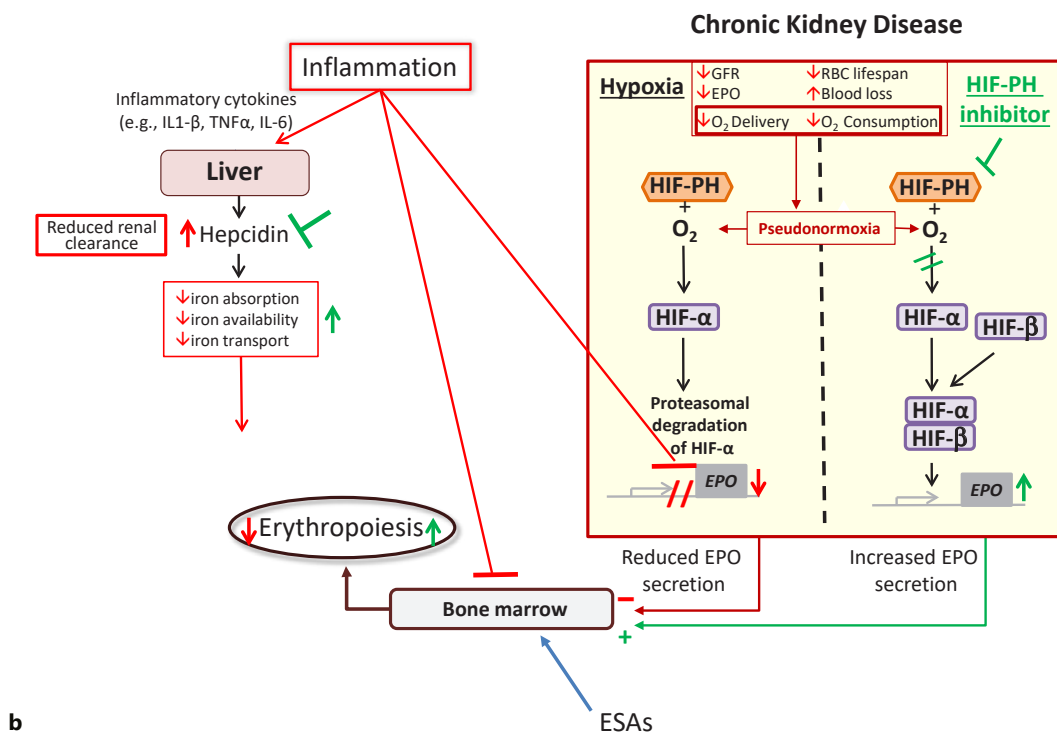 Chronic Kidney Disease
Inflammation
Inflammatory cytokines
(e.g., IL1-β, TNFα, IL-6)
Liver
Reduced renal
clearance
↑ Hepcidin
↓iron absorption
↓iron availability
↓iron transport
↑
Hypoxia
↓GFR ↓RBC lifespan
↓EPO ↑Blood loss
↓O₂ Delivery ↓O₂ Consumption
HIF-PH
inhibitor
HIF-PH
+
O₂
Pseudonormoxia
HIF-PH
+
O₂
HIF-α
HIF-α
HIF-β
Proteasomal
degradation
of HIF-α
HIF-α
HIF-β
EPO ↓
EPO ↑
↓Erythropoiesis↑
Reduced EPO
secretion
Increased EPO
secretion
Bone marrow
−
+
ESAs
b